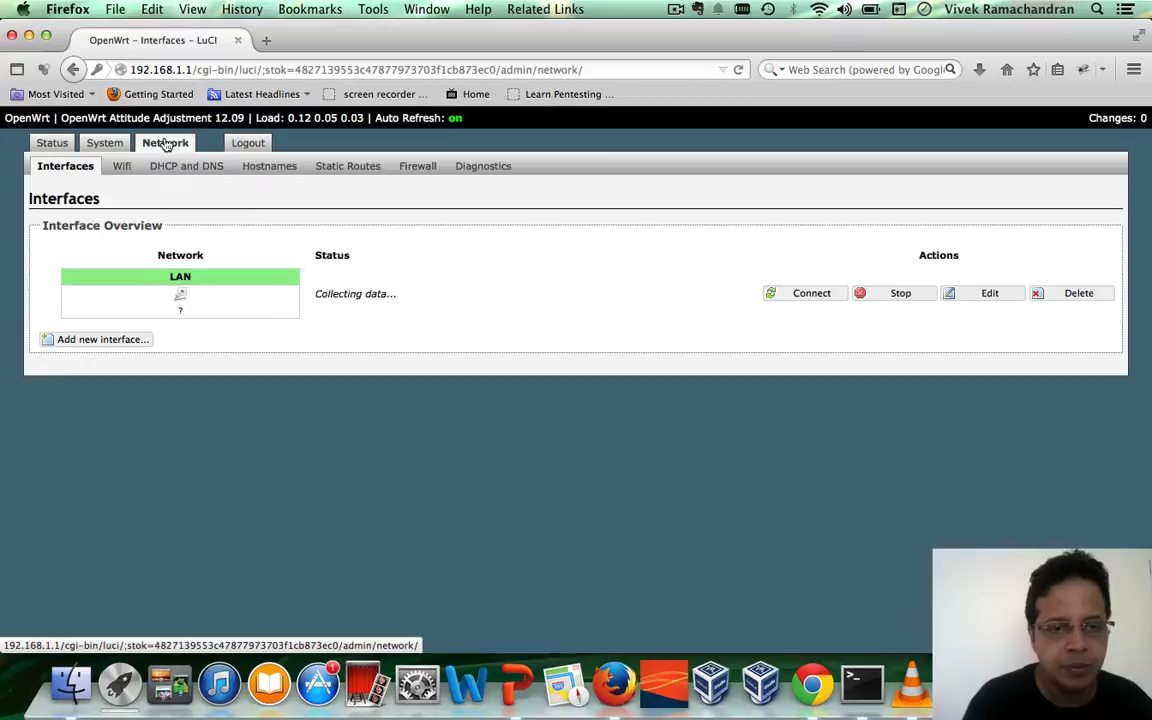 Firefox File Edit View History Bookmarks Tools Window Help Related Links Vivek Ramachandran
OpenWrt - Interfaces - LuCI
192.168.1.1/cgi-bin/luci/;stok=4827139553c47877973703f1cb873ec0/admin/network/
Web Search (powered by Googl
Most Visited Getting Started Latest Headlines screen recorder ... Home Learn Pentesting ...
OpenWrt | OpenWrt Attitude Adjustment 12.09 | Load: 0.12 0.05 0.03 | Auto Refresh: on Changes: 0
Status System Network Logout
Interfaces Wifi DHCP and DNS Hostnames Static Routes Firewall Diagnostics
Interfaces
Interface Overview
Network Status Actions
LAN
Collecting data... Connect Stop Edit Delete
?
Add new interface...
192.168.1.1/cgi-bin/luci/;stok=4827139553c47877973703f1cb873ec0/admin/network/
1